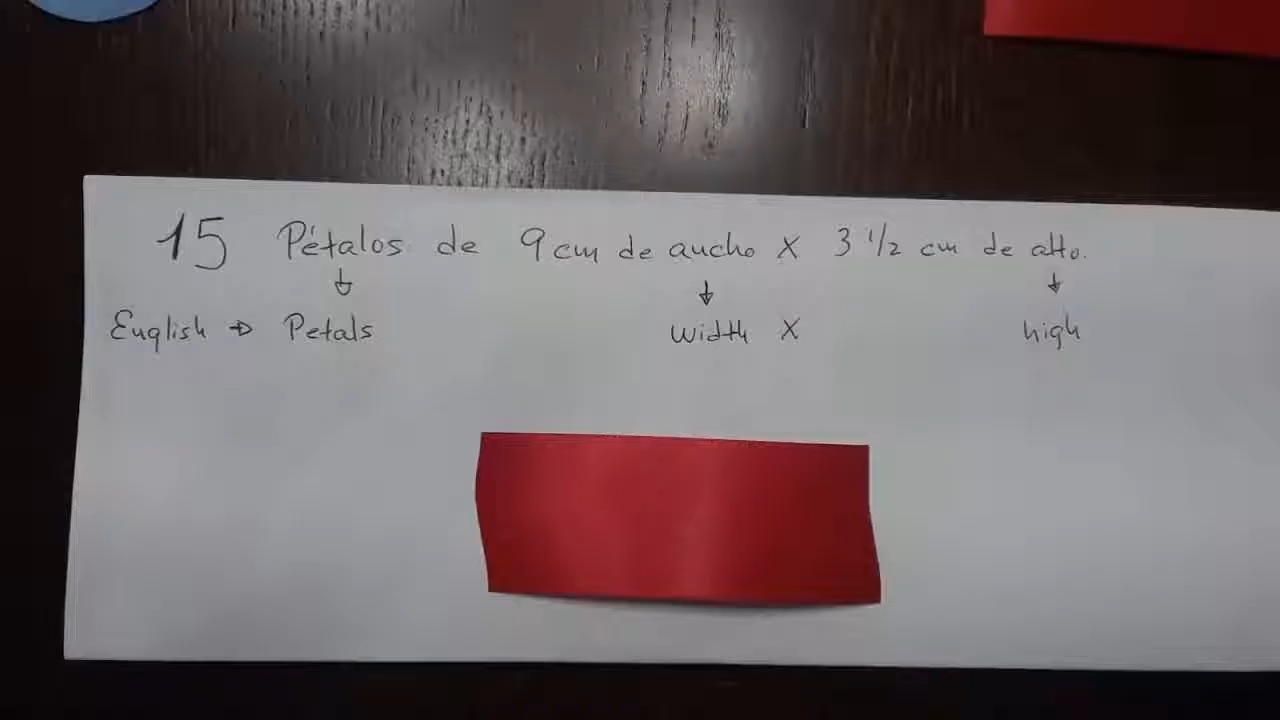 15 Pétalos de 9 cm de ancho X 3 1/2 cm de alto.
↓ ↓ ↓
English → Petals width X high